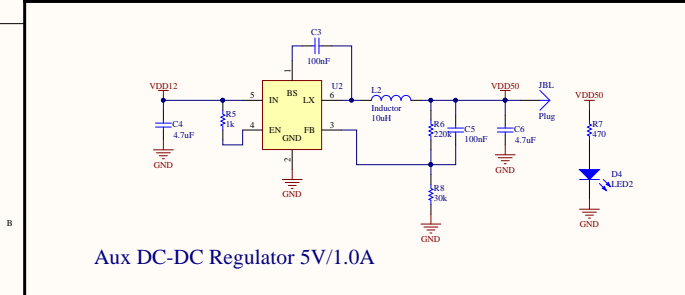 C3
100nF
VDD12
C4
4.7uF
GND
R5
1k
5
4
1
BS
IN
LX
EN
FB
GND
U2
6
3
2
GND
L2
Inductor
10uH
R6
220k
C5
100nF
R8
30k
GND
VDD50
C6
4.7uF
GND
JBL
Plug
VDD50
R7
470
D4
LED2
GND
B
Aux DC-DC Regulator 5V/1.0A